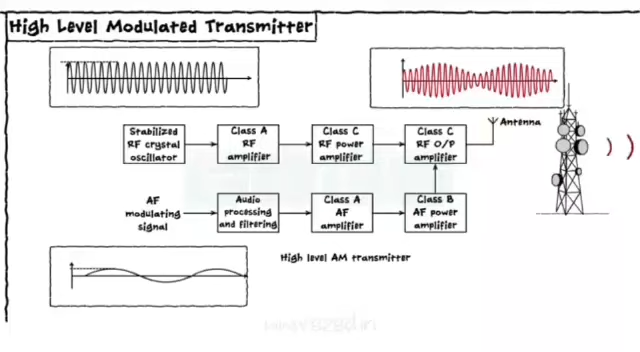 High Level Modulated Transmitter
Antenna
Stabilized
RF crystal
oscillator
Class A
RF
amplifier
Class C
RF power
amplifier
Class C
RF O/P
amplifier
AF
modulating
signal
Audio
processing
and filtering
Class A
AF
amplifier
Class B
AF power
amplifier
High level AM transmitter